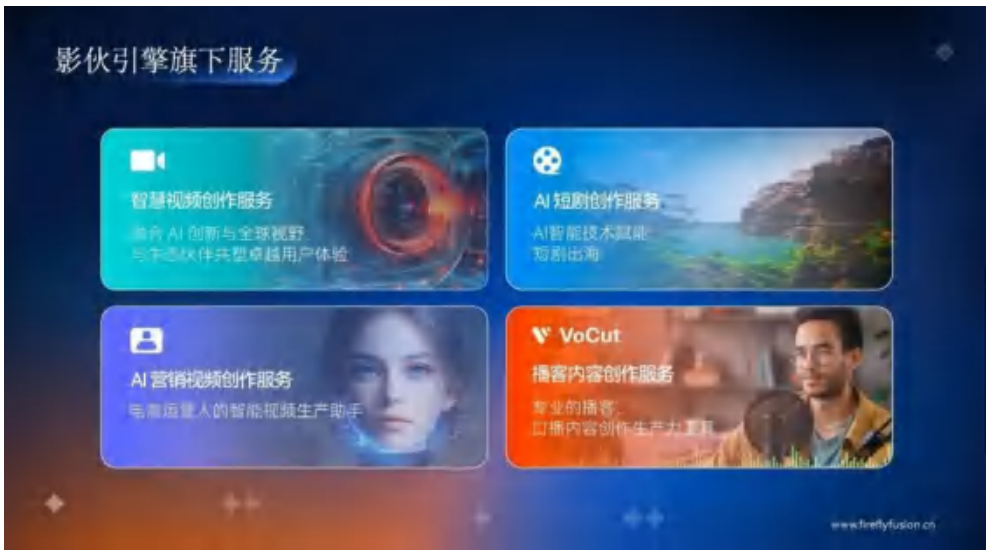 影伙引擎旗下服务
智慧视频创作服务
融合 AI 创新与全球视野
与生态伙伴共塑卓越用户体验
AI 短剧创作服务
AI智能技术赋能
短剧出海
AI 营销视频创作服务
电商运营人的智能视频生产助手
VoCut
播客内容创作服务
专业的播客、
口播内容创作生产力工具
www.fireflyfusion.cn